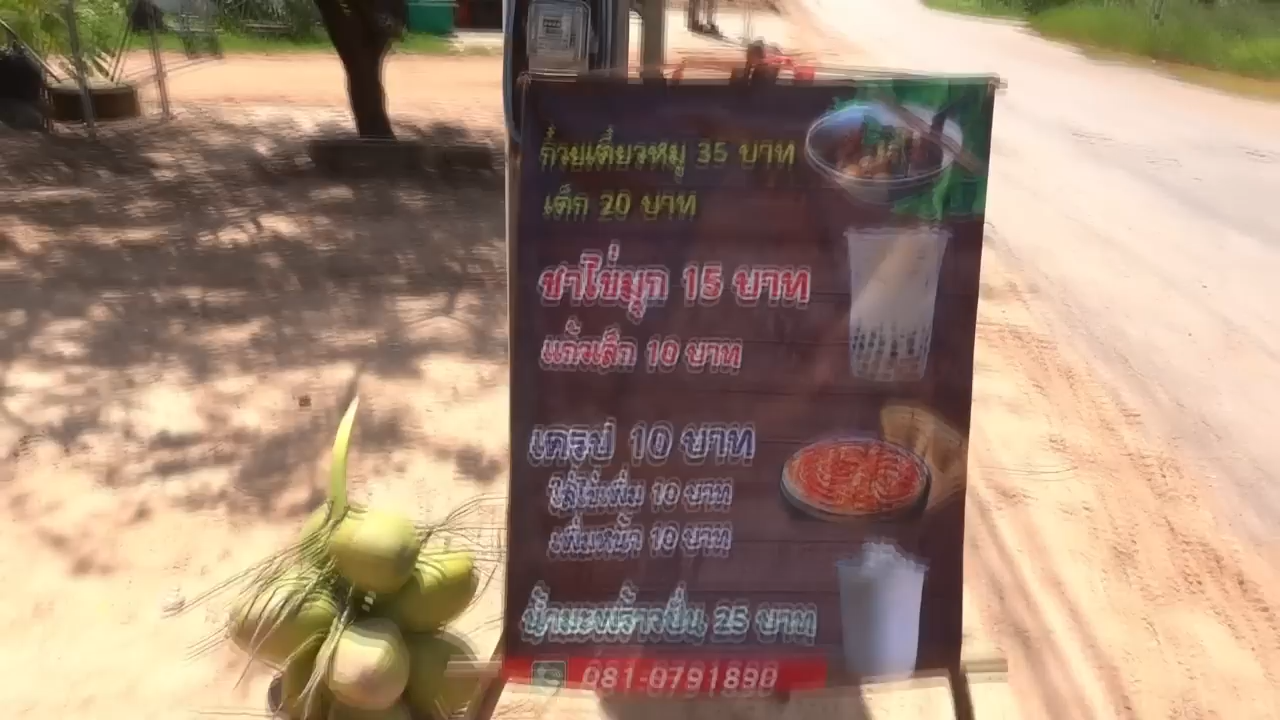 ก๋วยเตี๋ยวหมู 35 บาท
เด็ก 20 บาท
ชาไข่มุก 15 บาท
แก้วเล็ก 10 บาท
เครป 10 บาท
ใส่ไข่เพิ่ม 10 บาท
เพิ่มหน้า 10 บาท
น้ำมะพร้าวปั่น 25 บาท
081-0791890